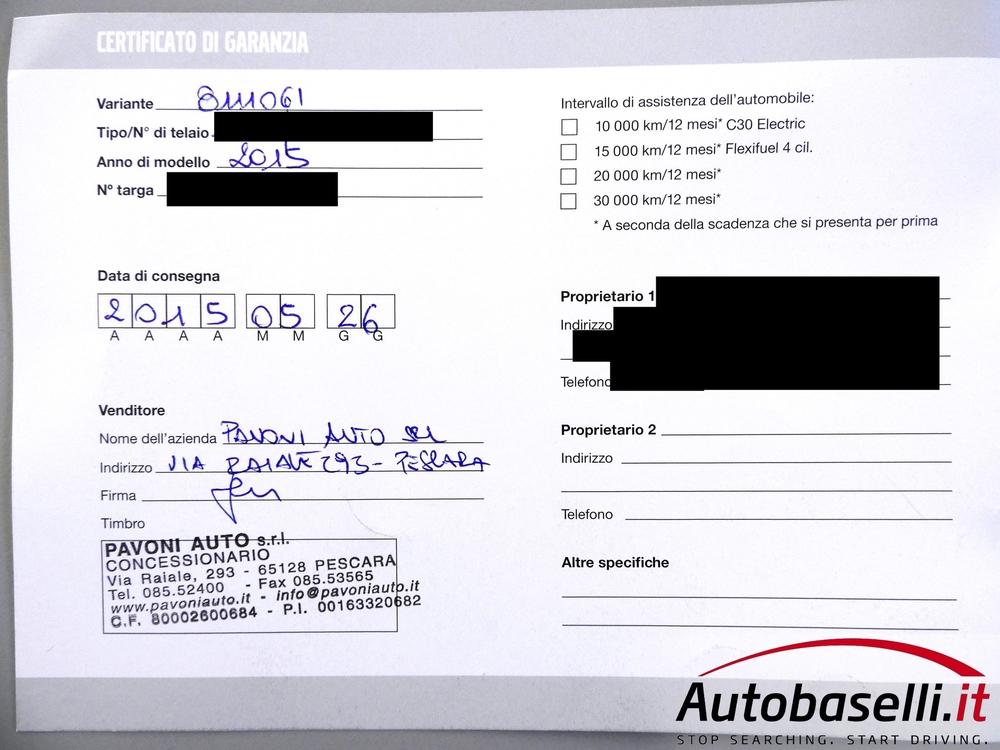 CERTIFICATO DI GARANZIA
Variante 8111061
Tipo/N° di telaio
Anno di modello 2015
N° targa
Data di consegna
2015 05 26
A A A A M M G G
Venditore
Nome dell'azienda PAVONI AUTO SRL
Indirizzo VIA RAIALE 293 - PESCARA
Firma
Timbro
PAVONI AUTO s.r.l.
CONCESSIONARIO
Via Raiale, 293 - 65128 PESCARA
Tel. 085.52400 - Fax 085.53565
www.pavoniauto.it - info@pavoniauto.it
C.F. 80002600684 - P.I. 00163320682
Intervallo di assistenza dell'automobile:
10 000 km/12 mesi* C30 Electric
15 000 km/12 mesi* Flexifuel 4 cil.
20 000 km/12 mesi*
30 000 km/12 mesi*
* A seconda della scadenza che si presenta per prima
Proprietario 1
Indirizzo
Telefono
Proprietario 2
Indirizzo
Telefono
Altre specifiche
Autobaselli.it
STOP SEARCHING. START DRIVING.